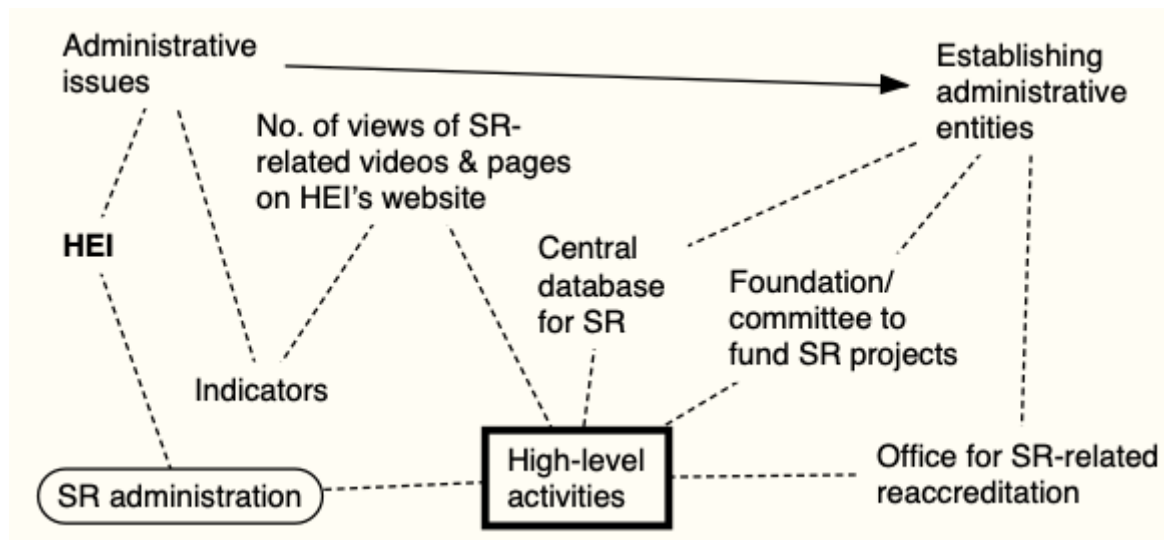 Administrative
issues
Establishing
administrative
entities
No. of views of SR-
related videos & pages
on HEI's website
HEI
Central
database
for SR
Foundation/
committee to
fund SR projects
Indicators
High-level
activities
Office for SR-related
reaccreditation
SR administration